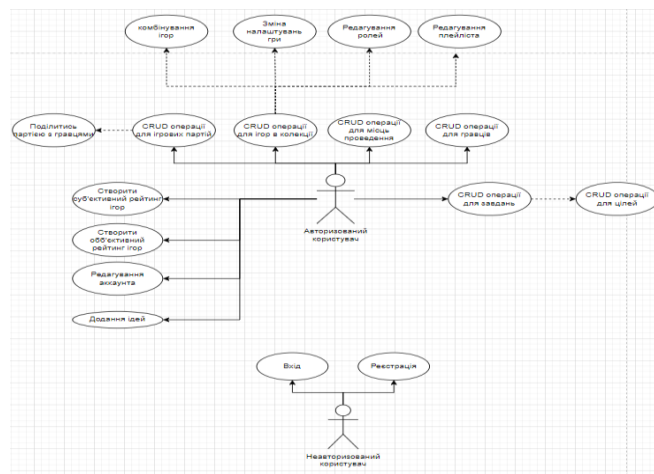 комбінування
ігор
Зміна
налаштувань
гри
Редагування
ролей
Редагування
плейліста
Поділитись
партією з гравцями
CRUD операції
для ігрових партій
CRUD операції
для ігор в колекції
CRUD операції
для місць
проведення
CRUD операції
для гравців
Створити
суб'єктивний рейтинг
ігор
Авторизований
користувач
CRUD операції
для завдань
CRUD операції
для цілей
Створити
обб'єктивний
рейтинг ігор
Редагування
аккаунта
Додання ідей
Вхід
Реєстрація
Неавторизований
користувач